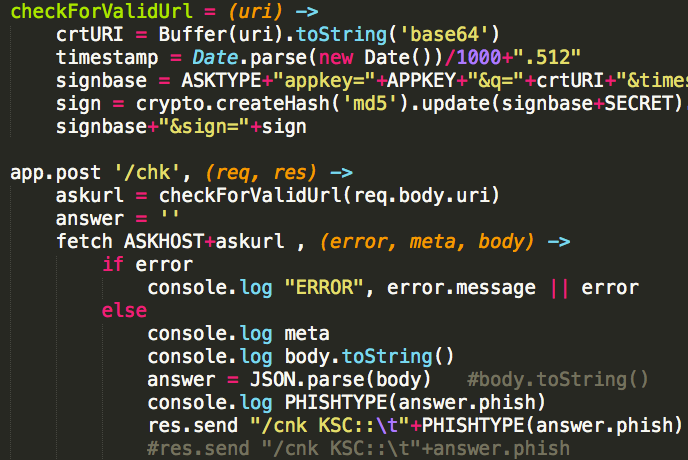 checkForValidUrl = (uri) ->
    crtURI = Buffer(uri).toString('base64')
    timestamp = Date.parse(new Date())/1000+".512"
    signbase = ASKTYPE+"appkey="+APPKEY+"&q="+crtURI+"&times
    sign = crypto.createHash('md5').update(signbase+SECRET)
    signbase+"&sign="+sign

app.post '/chk', (req, res) ->
    askurl = checkForValidUrl(req.body.uri)
    answer = ''
    fetch ASKHOST+askurl , (error, meta, body) ->
        if error
            console.log "ERROR", error.message || error
        else
            console.log meta
            console.log body.toString()
            answer = JSON.parse(body)   #body.toString()
            console.log PHISHTYPE(answer.phish)
            res.send "/cnk KSC::\t"+PHISHTYPE(answer.phish)
            #res.send "/cnk KSC::\t"+answer.phish